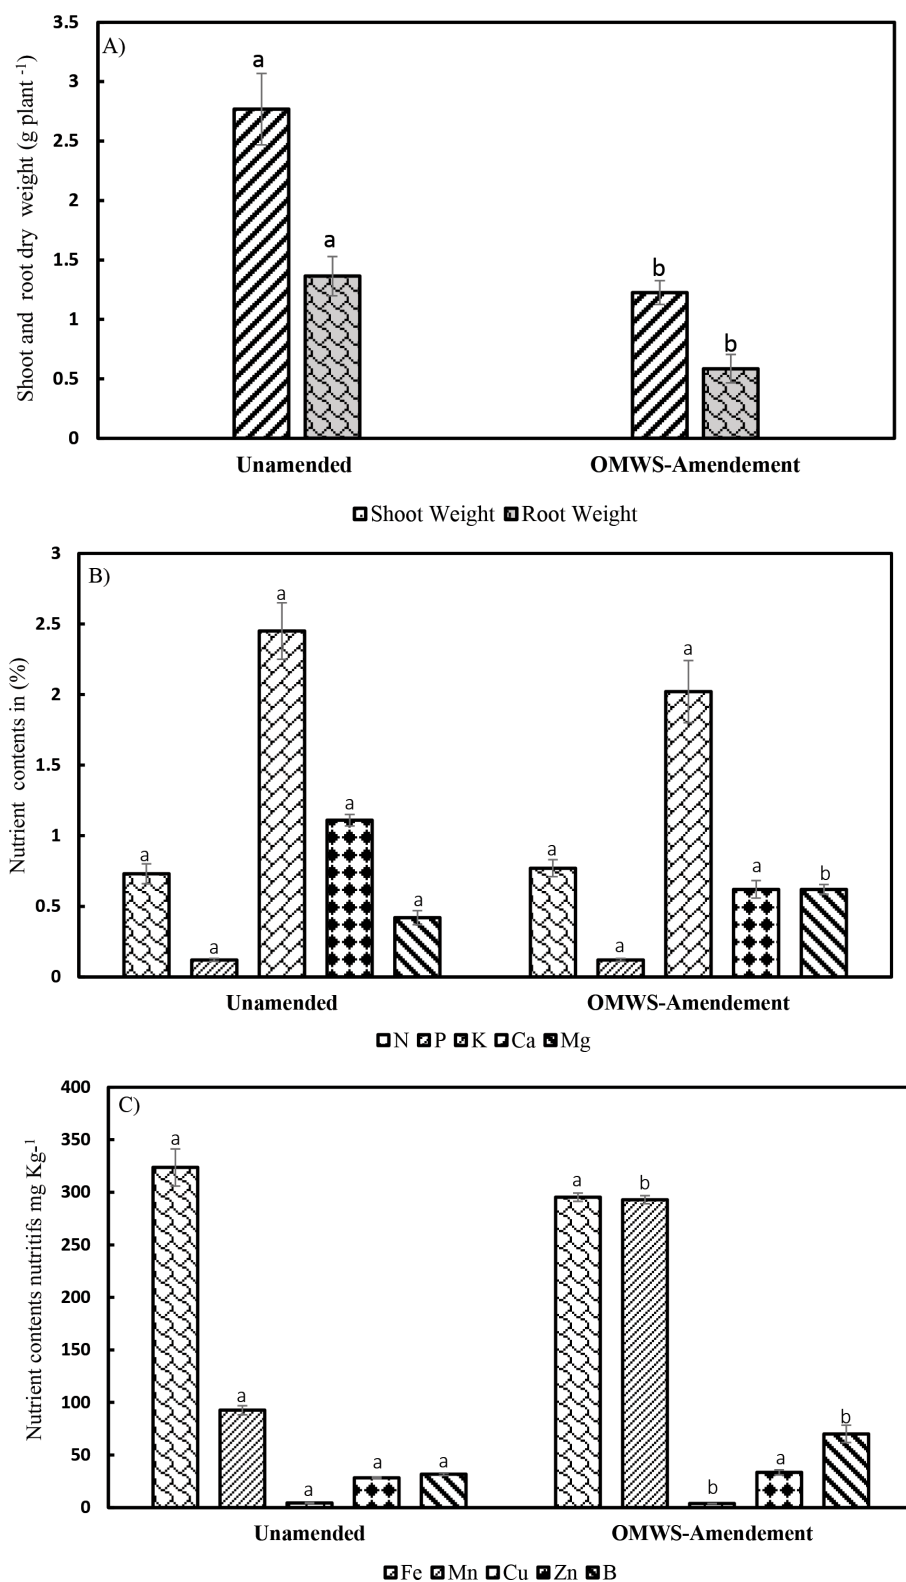 A)
Shoot and root dry weight (g plant -1)
3.5
3
2.5
2
1.5
1
0.5
0
a
a
b
b
Unamended OMWS-Amendement
Shoot Weight Root Weight
B)
Nutrient contents in (%)
3
2.5
2
1.5
1
0.5
0
a
a
a
a
a
a
a
a
a
b
Unamended OMWS-Amendement
N P K Ca Mg
C)
Nutrient contents nutritifs mg Kg-1
400
350
300
250
200
150
100
50
0
a
a
a
a
a
a
b
b
a
b
Unamended OMWS-Amendement
Fe Mn Cu Zn B